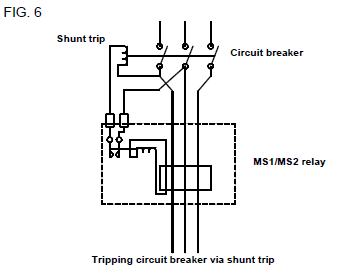 FIG. 6
Shunt trip
Circuit breaker
MS1/MS2 relay
Tripping circuit breaker via shunt trip